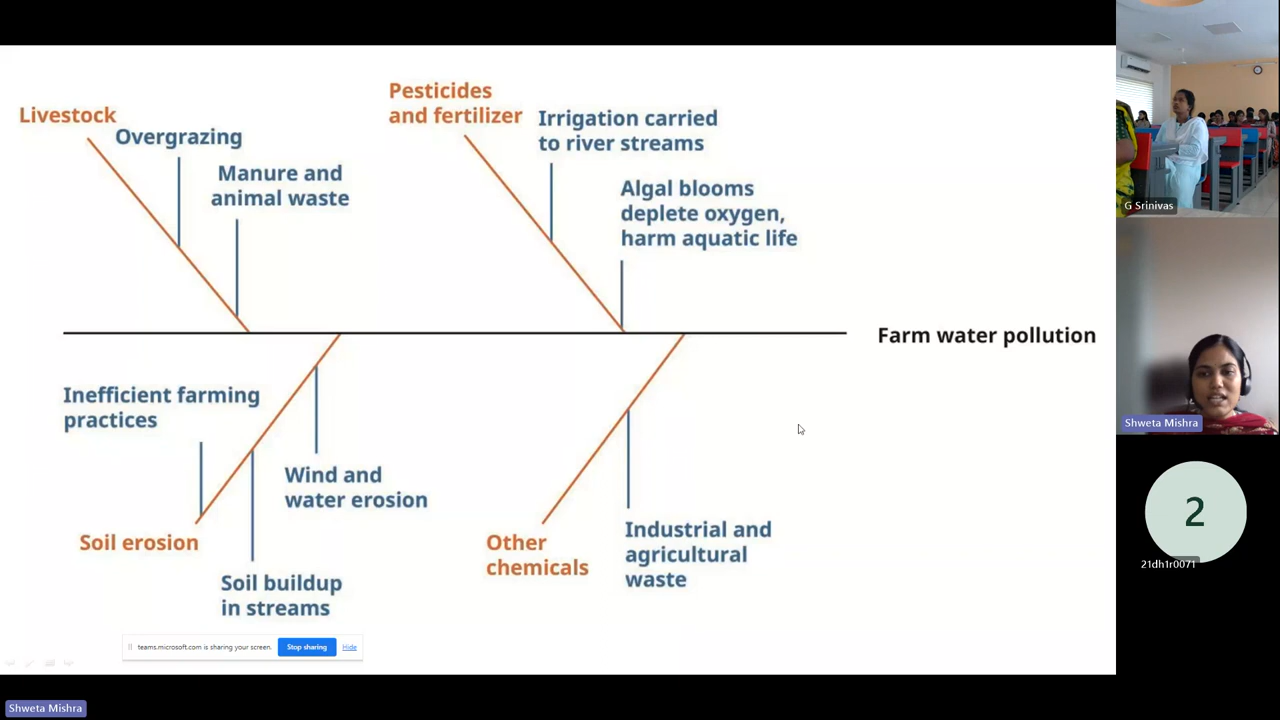 Livestock
Overgrazing
Manure and
animal waste
Pesticides
and fertilizer
Irrigation carried
to river streams
Algal blooms
deplete oxygen,
harm aquatic life
Farm water pollution
Inefficient farming
practices
Wind and
water erosion
Soil erosion
Soil buildup
in streams
Other
chemicals
Industrial and
agricultural
waste
teams.microsoft.com is sharing your screen.
Stop sharing
Hide
Shweta Mishra
G Srinivas
Shweta Mishra
2
21dh1r0071